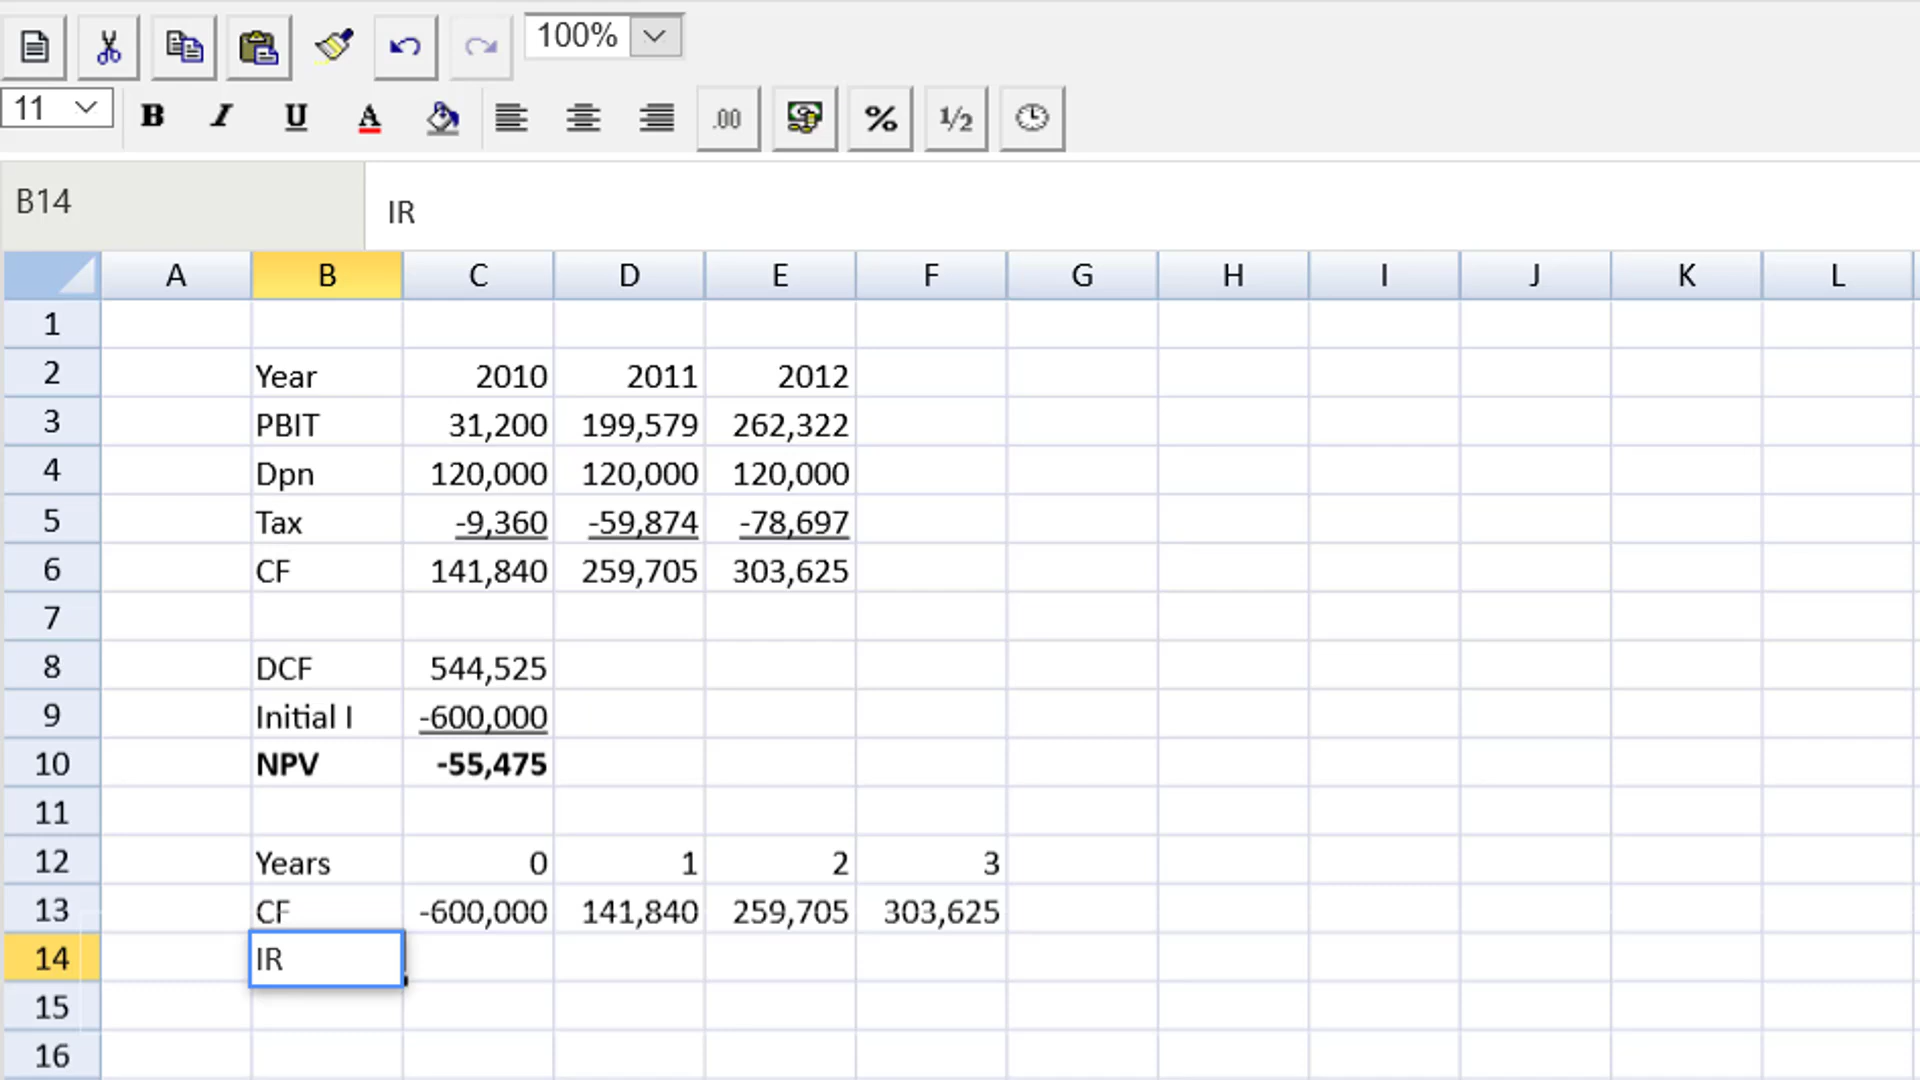 100%
11 B I U A .00 % 1/2
B14 IR
A B C D E F G H I J K L
1
2 Year 2010 2011 2012
3 PBIT 31,200 199,579 262,322
4 Dpn 120,000 120,000 120,000
5 Tax -9,360 -59,874 -78,697
6 CF 141,840 259,705 303,625
7
8 DCF 544,525
9 Initial I -600,000
10 NPV -55,475
11
12 Years 0 1 2 3
13 CF -600,000 141,840 259,705 303,625
14 IR
15
16